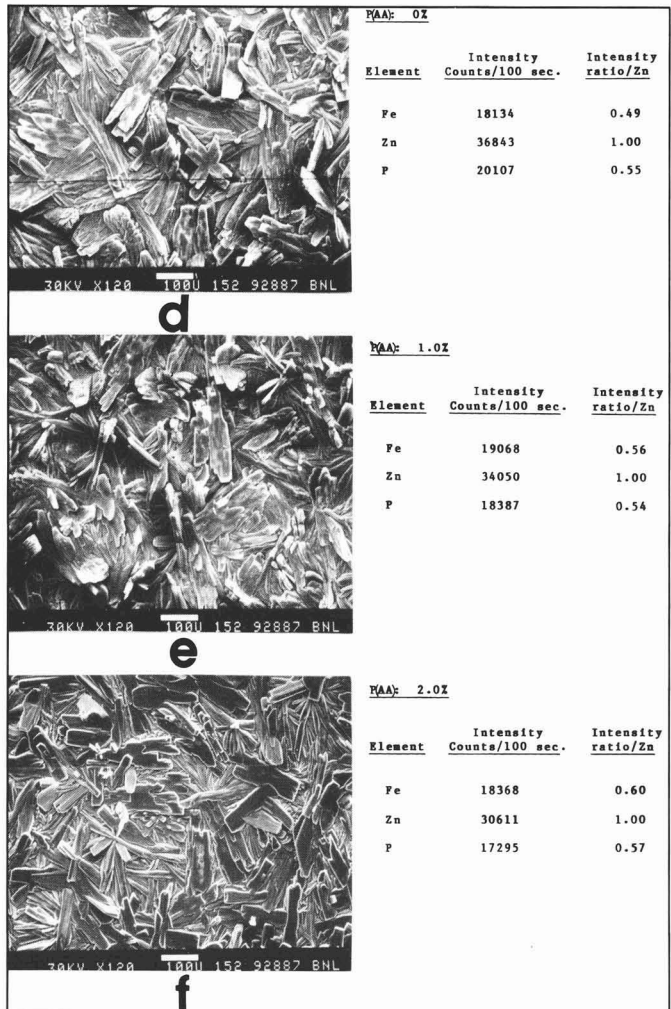 P(AA): 0%
Element Intensity Counts/100 sec. Intensity ratio/Zn
Fe 18134 0.49
Zn 36843 1.00
P 20107 0.55
30KV X120 100U 152 92887 BNL
d
P(AA): 1.0%
Element Intensity Counts/100 sec. Intensity ratio/Zn
Fe 19068 0.56
Zn 34050 1.00
P 18387 0.54
30KV X120 100U 152 92887 BNL
e
P(AA): 2.0%
Element Intensity Counts/100 sec. Intensity ratio/Zn
Fe 18368 0.60
Zn 30611 1.00
P 17295 0.57
30KV X120 100U 152 92887 BNL
f